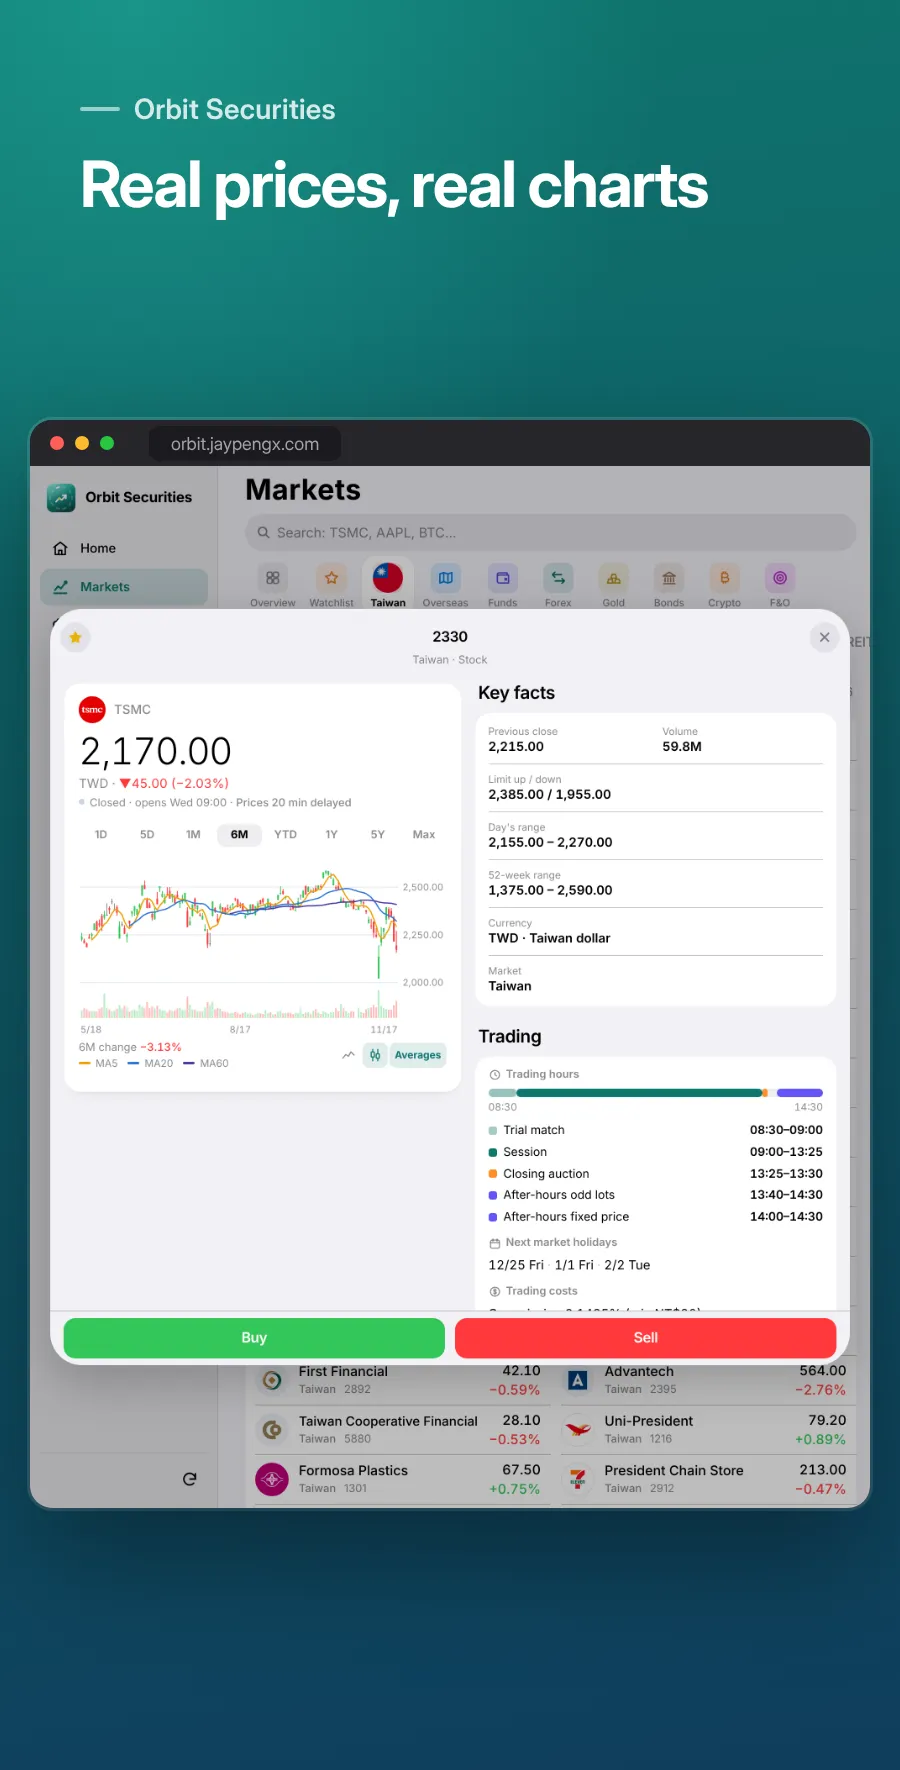 Orbit Securities
Real prices, real charts
orbit.jaypengx.com
Orbit Securities
Home
Markets
Markets
Search: TSMC, AAPL, BTC...
Overview Watchlist Taiwan Overseas Funds Forex Gold Bonds Crypto F&O
2330
Taiwan · Stock
tsmc TSMC
2,170.00
TWD · ▼45.00 (−2.03%)
Closed · opens Wed 09:00 · Prices 20 min delayed
1D 5D 1M 6M YTD 1Y 5Y Max
2,500.00
2,250.00
2,000.00
5/18 8/17 11/17
6M change −3.13%
MA5 MA20 MA60
Averages
Key facts
Previous close Volume
2,215.00 59.8M
Limit up / down
2,385.00 / 1,955.00
Day's range
2,155.00 – 2,270.00
52-week range
1,375.00 – 2,590.00
Currency
TWD · Taiwan dollar
Market
Taiwan
Trading
Trading hours
08:30 14:30
Trial match 08:30–09:00
Session 09:00–13:25
Closing auction 13:25–13:30
After-hours odd lots 13:40–14:30
After-hours fixed price 14:00–14:30
Next market holidays
12/25 Fri · 1/1 Fri · 2/2 Tue
Trading costs
Buy Sell
First Financial 42.10
Taiwan 2892 −0.59%
Advantech 564.00
Taiwan 2395 −2.76%
Taiwan Cooperative Financial 28.10
Taiwan 5880 −0.53%
Uni-President 79.20
Taiwan 1216 +0.89%
Formosa Plastics 67.50
Taiwan 1301 +0.75%
President Chain Store 213.00
Taiwan 2912 −0.47%